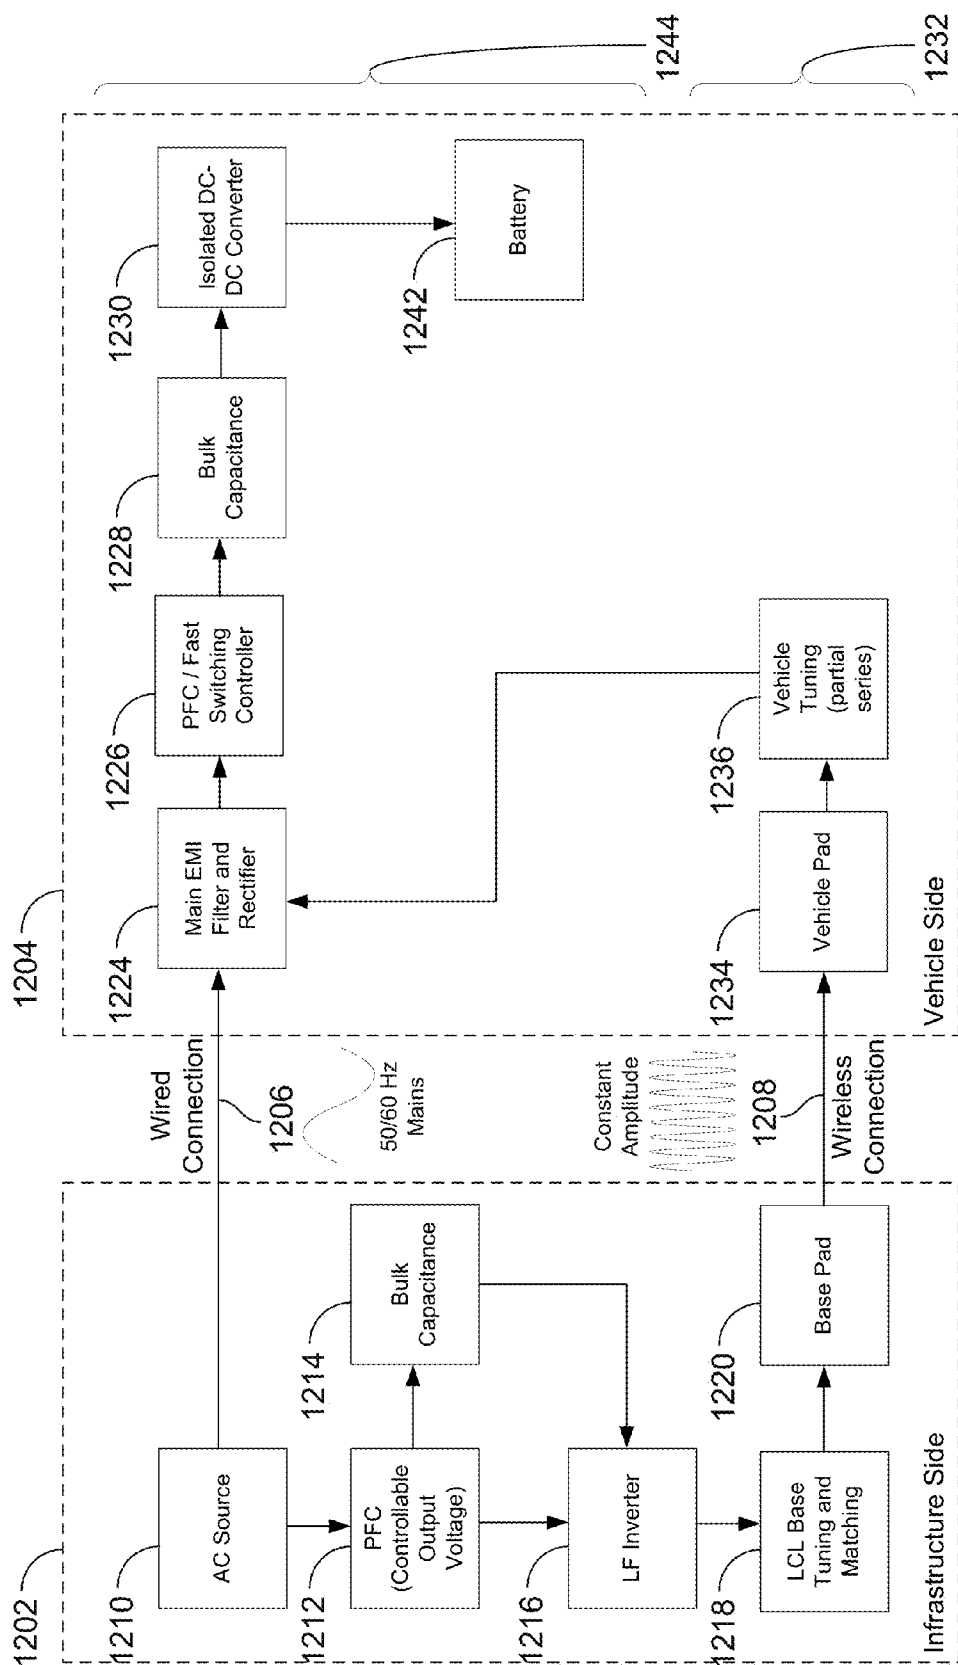 1202
1204
1210
AC Source
Wired
Connection
1206
50/60 Hz
Mains
1224
Main EMI
Filter and
Rectifier
1226
PFC / Fast
Switching
Controller
1228
Bulk
Capacitance
1230
Isolated DC-
DC Converter
1244
1212
PFC
(Controllable
Output
Voltage)
1214
Bulk
Capacitance
1242
Battery
1216
LF Inverter
Constant
Amplitude
1208
Wireless
Connection
1218
LCL Base
Tuning and
Matching
1220
Base Pad
1234
Vehicle Pad
1236
Vehicle
Tuning
(partial
series)
1232
Infrastructure Side
Vehicle Side